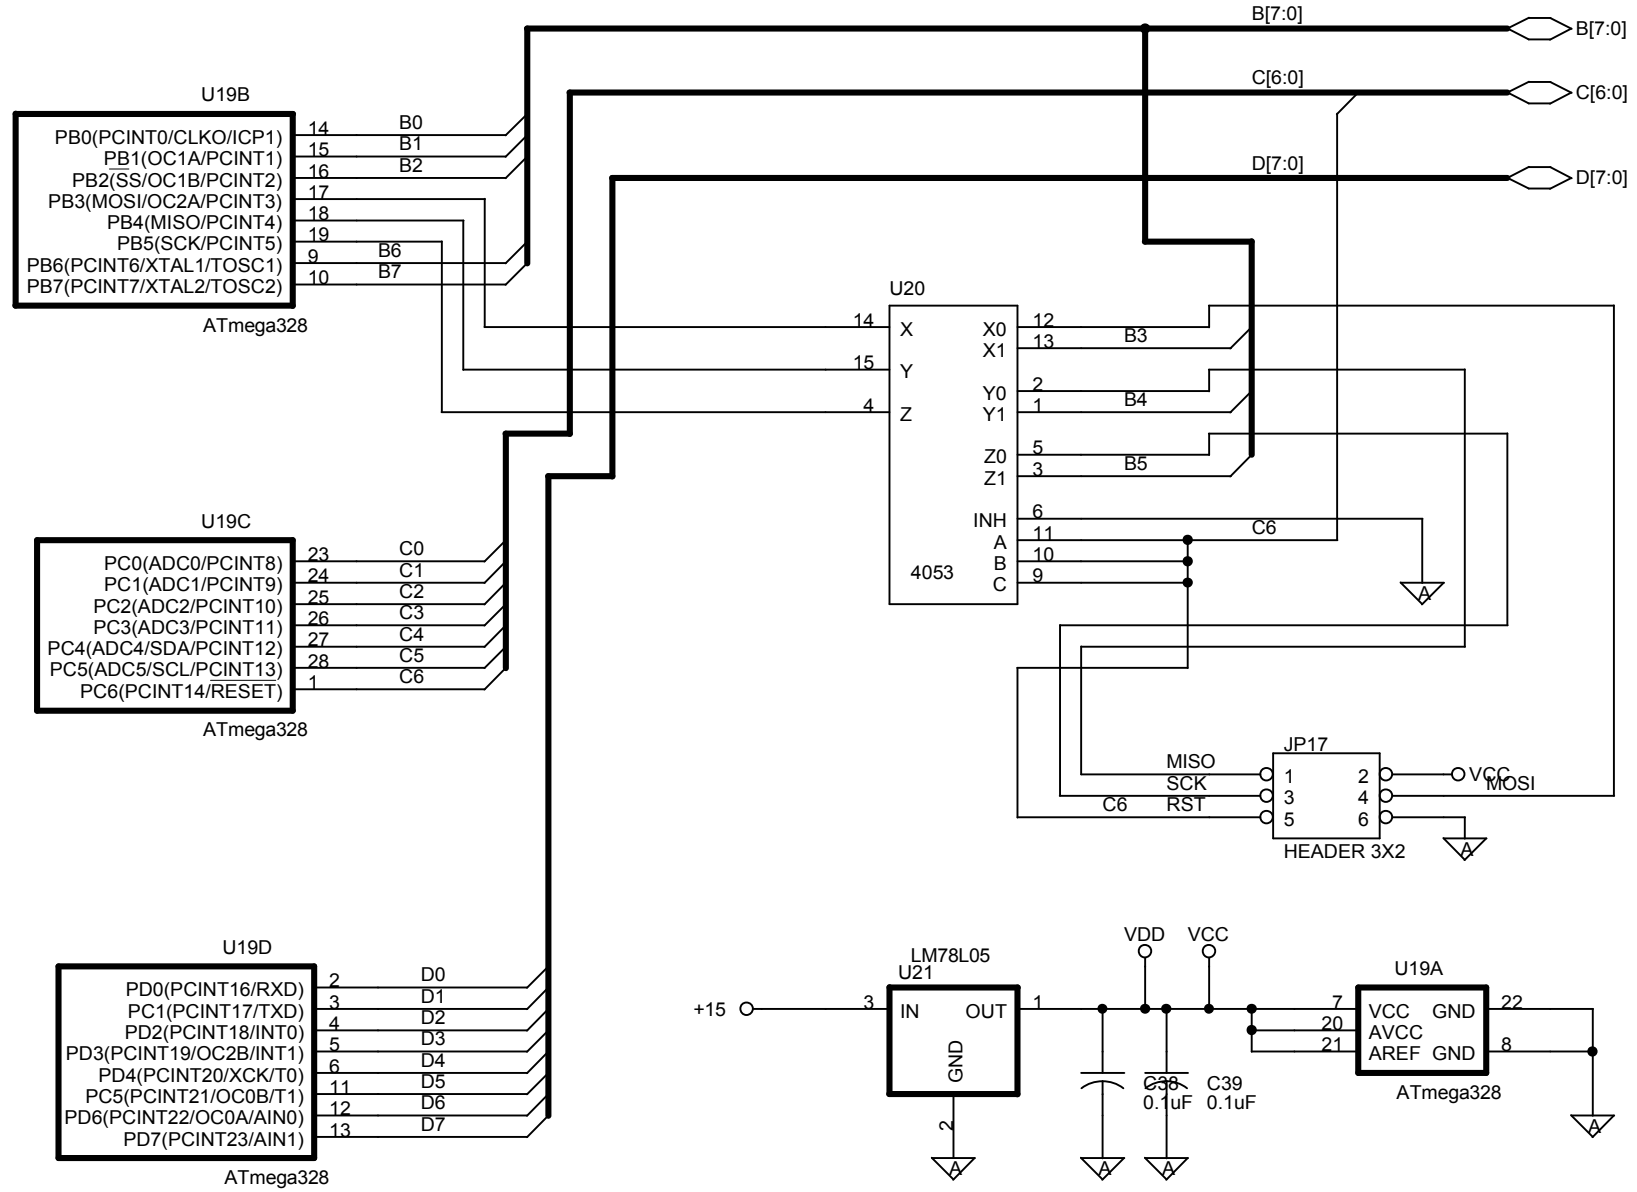 B[7:0]
B[7:0]
C[6:0]
C[6:0]
D[7:0]
D[7:0]
U19B
PB0(PCINT0/CLKO/ICP1) 14 B0
PB1(OC1A/PCINT1) 15 B1
PB2(SS/OC1B/PCINT2) 16 B2
PB3(MOSI/OC2A/PCINT3) 17
PB4(MISO/PCINT4) 18
PB5(SCK/PCINT5) 19
PB6(PCINT6/XTAL1/TOSC1) 9 B6
PB7(PCINT7/XTAL2/TOSC2) 10 B7
ATmega328
U20
14 X X0 12
X1 13 B3
15 Y Y0 2
Y1 1 B4
4 Z Z0 5
Z1 3 B5
INH 6
A 11 C6
B 10
C 9
4053
A
U19C
PC0(ADC0/PCINT8) 23 C0
PC1(ADC1/PCINT9) 24 C1
PC2(ADC2/PCINT10) 25 C2
PC3(ADC3/PCINT11) 26 C3
PC4(ADC4/SDA/PCINT12) 27 C4
PC5(ADC5/SCL/PCINT13) 28 C5
PC6(PCINT14/RESET) 1 C6
ATmega328
JP17
MISO 1 2 VCC
SCK 3 4 MOSI
C6 RST 5 6
HEADER 3X2
A
U19D
PD0(PCINT16/RXD) 2 D0
PC1(PCINT17/TXD) 3 D1
PD2(PCINT18/INT0) 4 D2
PD3(PCINT19/OC2B/INT1) 5 D3
PD4(PCINT20/XCK/T0) 6 D4
PC5(PCINT21/OC0B/T1) 11 D5
PD6(PCINT22/OC0A/AIN0) 12 D6
PD7(PCINT23/AIN1) 13 D7
ATmega328
LM78L05
U21
+15 3 IN OUT 1
GND
2
A
VDD VCC
C38
0.1uF
C39
0.1uF
A A
U19A
7 VCC GND 22
20 AVCC
21 AREF GND 8
ATmega328
A